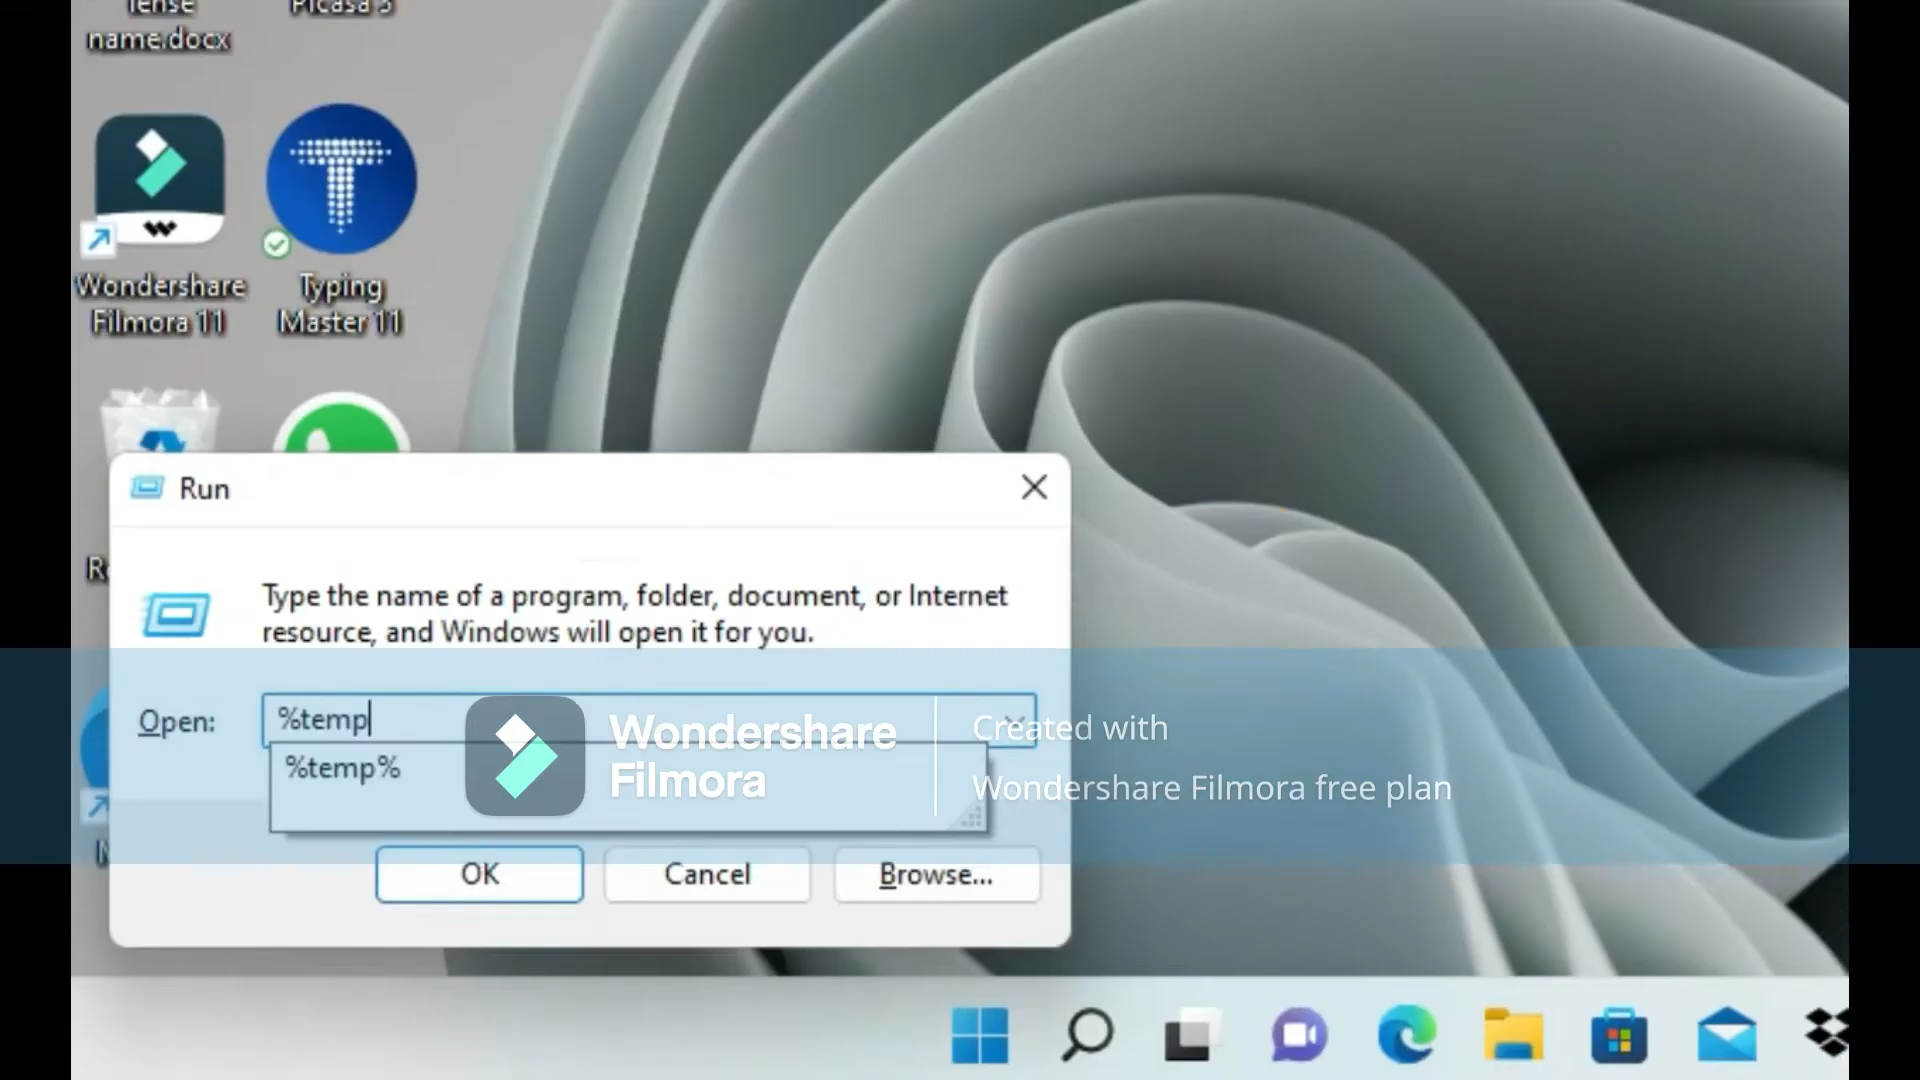 name.docx
Picasa 3
Wondershare
Filmora 11
Typing
Master 11
Run
Type the name of a program, folder, document, or Internet
resource, and Windows will open it for you.
Open:
%temp
%temp%
Wondershare
Filmora
Created with
Wondershare Filmora free plan
OK
Cancel
Browse...